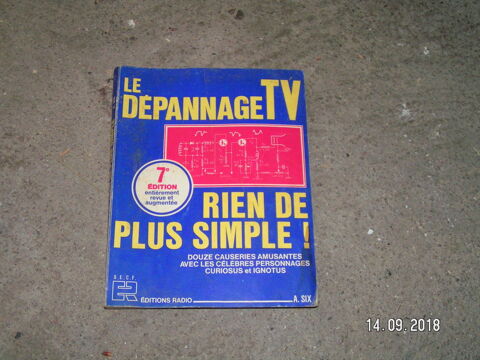 LE
DÉPANNAGE TV
7e
ÉDITION
entièrement
revue et
augmentée
RIEN DE
PLUS SIMPLE !
DOUZE CAUSERIES AMUSANTES
AVEC LES CÉLÈBRES PERSONNAGES
CURIOSUS et IGNOTUS
S.E.C.F.
ÉDITIONS RADIO
A. SIX
14.09.2018